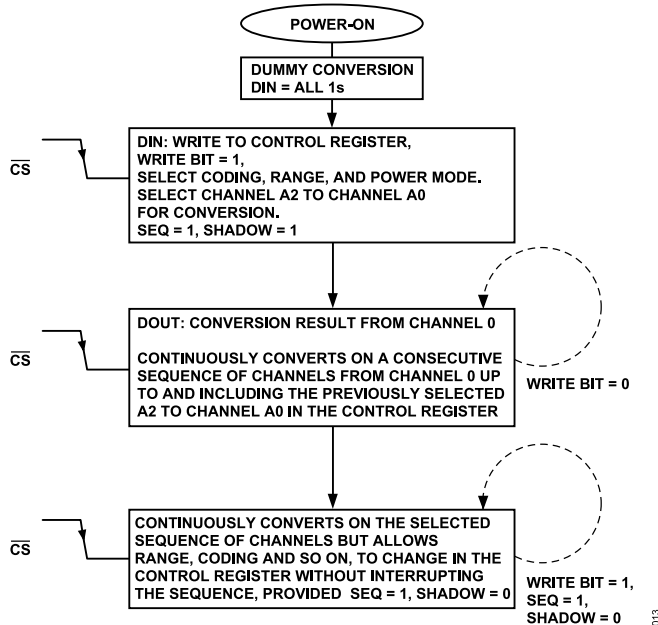 POWER-ON
DUMMY CONVERSION
DIN = ALL 1s
CS
DIN: WRITE TO CONTROL REGISTER,
WRITE BIT = 1,
SELECT CODING, RANGE, AND POWER MODE.
SELECT CHANNEL A2 TO CHANNEL A0
FOR CONVERSION.
SEQ = 1, SHADOW = 1
CS
DOUT: CONVERSION RESULT FROM CHANNEL 0
CONTINUOUSLY CONVERTS ON A CONSECUTIVE
SEQUENCE OF CHANNELS FROM CHANNEL 0 UP
TO AND INCLUDING THE PREVIOUSLY SELECTED
A2 TO CHANNEL A0 IN THE CONTROL REGISTER
WRITE BIT = 0
CS
CONTINUOUSLY CONVERTS ON THE SELECTED
SEQUENCE OF CHANNELS BUT ALLOWS
RANGE, CODING AND SO ON, TO CHANGE IN THE
CONTROL REGISTER WITHOUT INTERRUPTING
THE SEQUENCE, PROVIDED SEQ = 1, SHADOW = 0
WRITE BIT = 1,
SEQ = 1,
SHADOW = 0
013